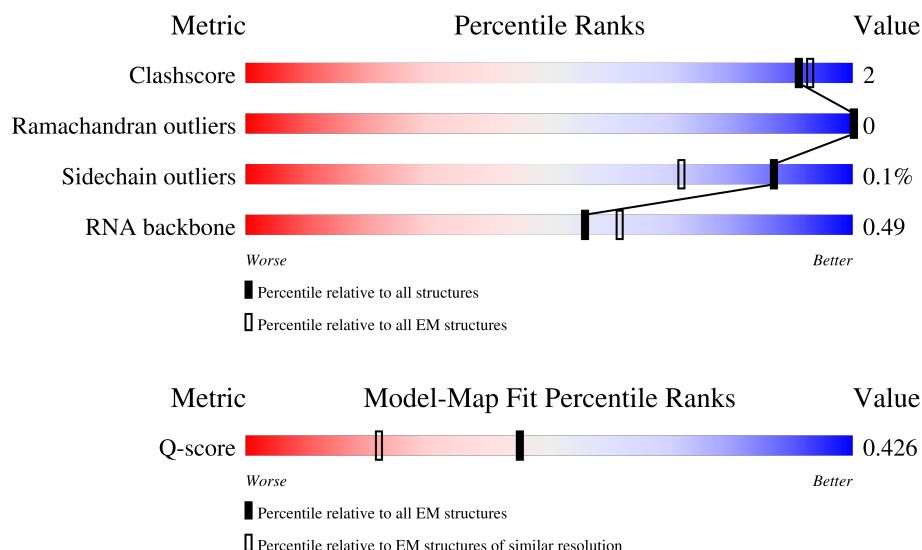 Metric Percentile Ranks Value
Clashscore 2
Ramachandran outliers 0
Sidechain outliers 0.1%
RNA backbone 0.49
Worse Better
Percentile relative to all structures
Percentile relative to all EM structures
Metric Model-Map Fit Percentile Ranks Value
Q-score 0.426
Worse Better
Percentile relative to all EM structures
Percentile relative to EM structures of similar resolution